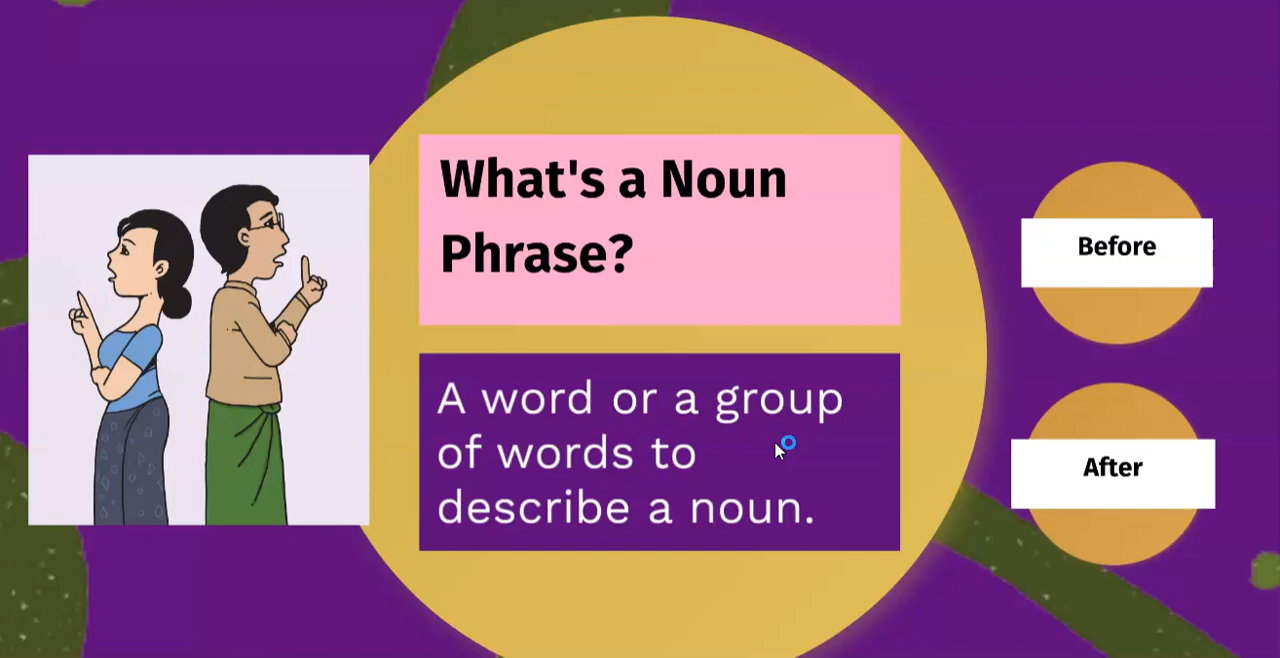 What's a Noun
Phrase?
A word or a group
of words to
describe a noun.
Before
After